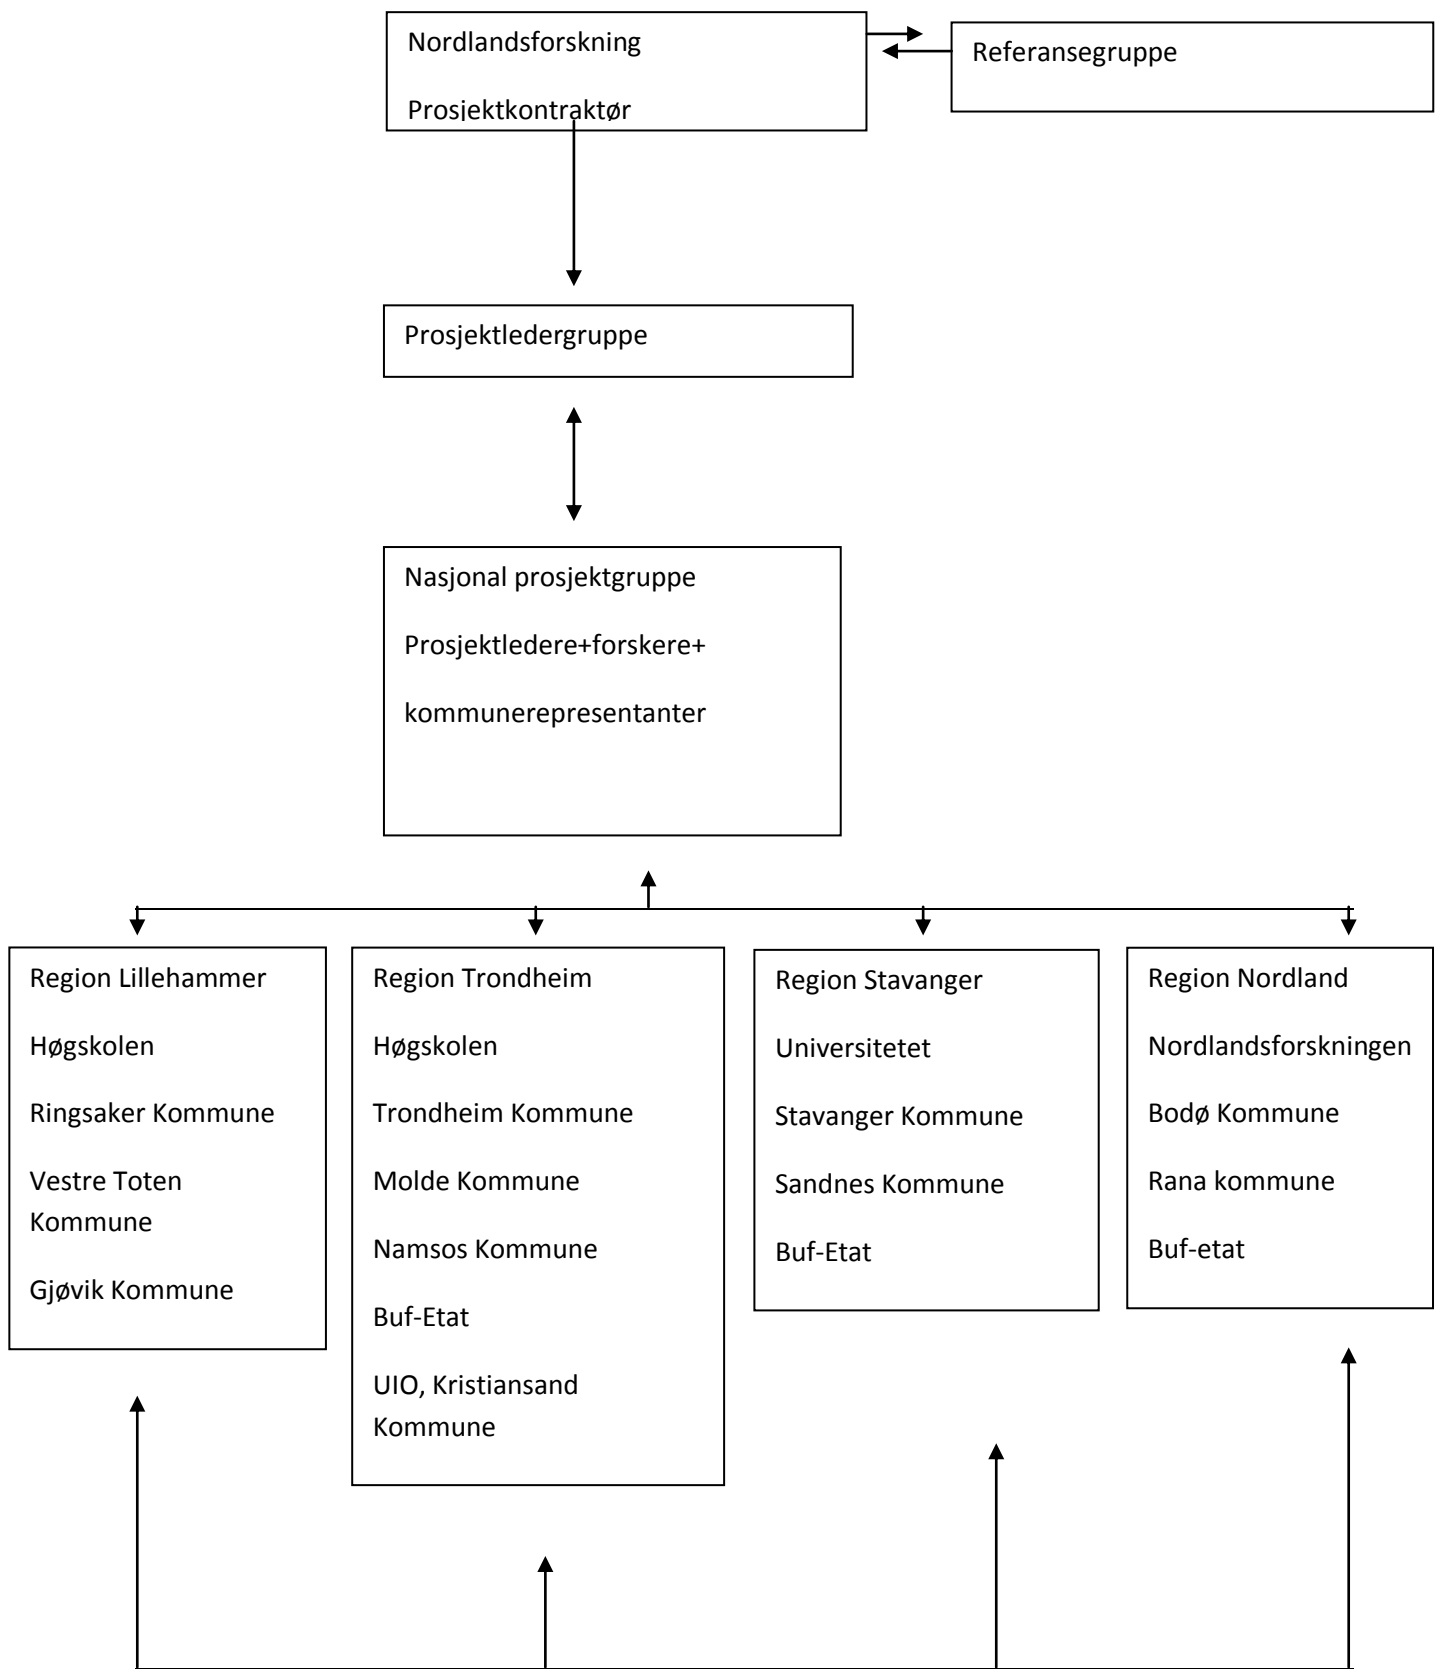 Nordlandsforskning
Prosjektkontraktør
Referansegruppe
Prosjektledergruppe
Nasjonal prosjektgruppe
Prosjektledere+forskere+
kommunerepresentanter
Region Lillehammer
Høgskolen
Ringsaker Kommune
Vestre Toten
Kommune
Gjøvik Kommune
Region Trondheim
Høgskolen
Trondheim Kommune
Molde Kommune
Namsos Kommune
Buf-Etat
UIO, Kristiansand
Kommune
Region Stavanger
Universitetet
Stavanger Kommune
Sandnes Kommune
Buf-Etat
Region Nordland
Nordlandsforskningen
Bodø Kommune
Rana kommune
Buf-etat